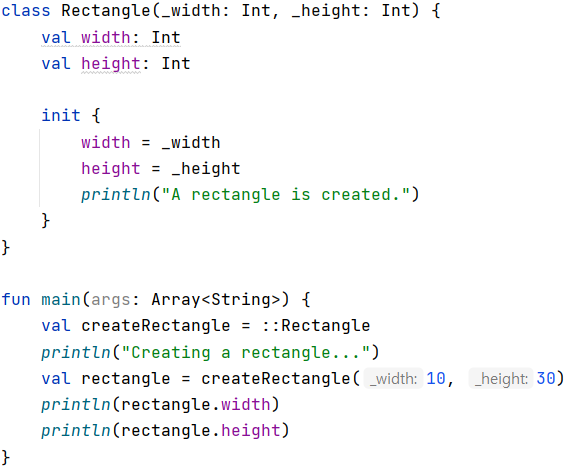 class Rectangle(_width: Int, _height: Int) {
    val width: Int
    val height: Int

    init {
        width = _width
        height = _height
        println("A rectangle is created.")
    }
}

fun main(args: Array<String>) {
    val createRectangle = ::Rectangle
    println("Creating a rectangle...")
    val rectangle = createRectangle( _width: 10, _height: 30)
    println(rectangle.width)
    println(rectangle.height)
}